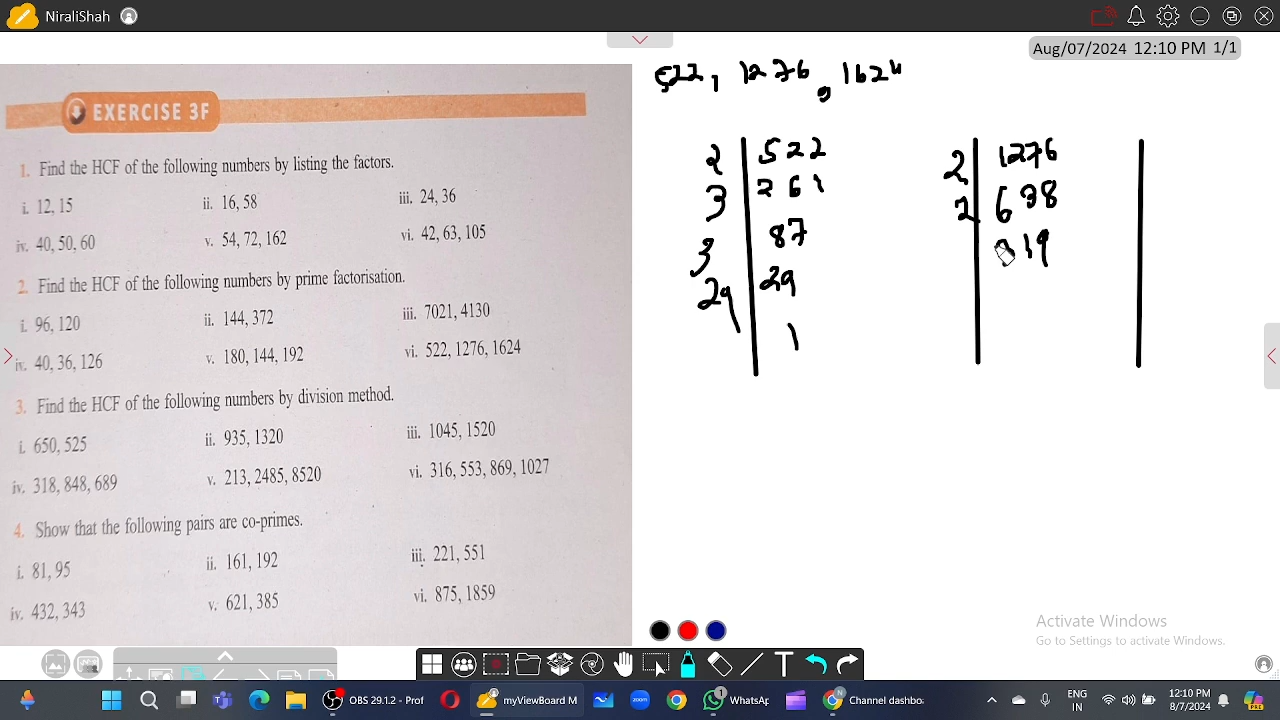 NiraliShah
Aug/07/2024 12:10 PM 1/1
EXERCISE 3F
1. Find the HCF of the following numbers by listing the factors.
i. 12, 15 ii. 16, 58 iii. 24, 36
iv. 40, 50, 60 v. 54, 72, 162 vi. 42, 63, 105
2. Find the HCF of the following numbers by prime factorisation.
i. 96, 120 ii. 144, 372 iii. 7021, 4130
iv. 40, 36, 126 v. 180, 144, 192 vi. 522, 1276, 1624
3. Find the HCF of the following numbers by division method.
i. 650, 525 ii. 935, 1320 iii. 1045, 1520
iv. 318, 848, 689 v. 213, 2485, 8520 vi. 316, 553, 869, 1027
4. Show that the following pairs are co-primes.
i. 81, 95 ii. 161, 192 iii. 221, 551
iv. 432, 343 v. 621, 385 vi. 875, 1859
522, 1276, 1624
2 522
3 261
3 87
29 29
1
2 1276
2 638
319
Activate Windows
Go to Settings to activate Windows.
OBS 29.1.2 - Prof
myViewBoard M
WhatsAp
Channel dashbo
ENG
IN
12:10 PM
8/7/2024